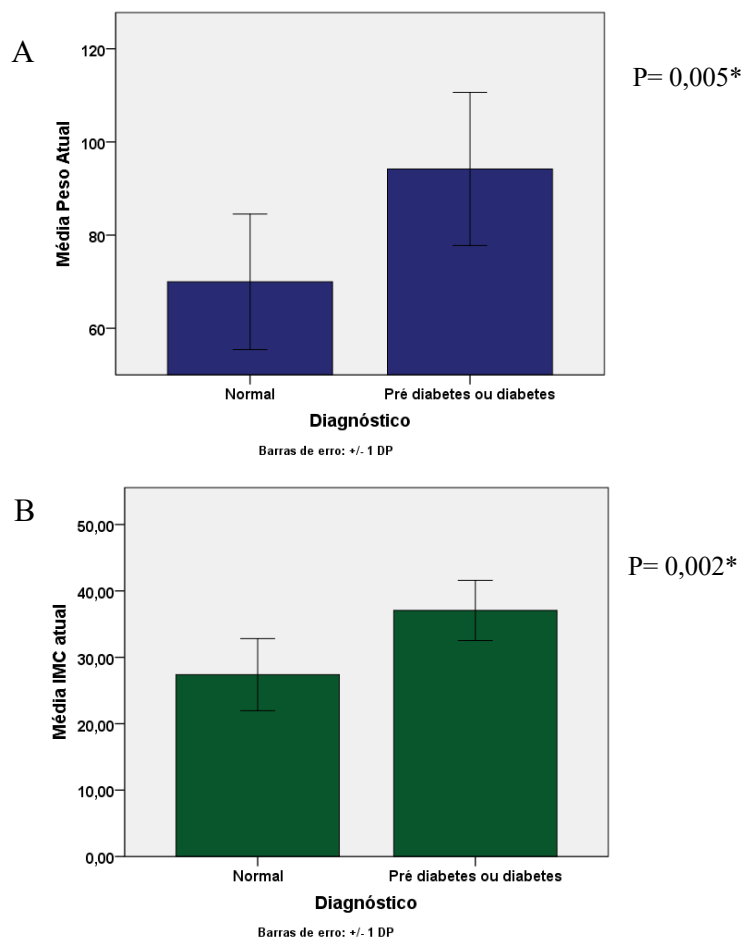 A
P= 0,005*
Média Peso Atual
120
100
80
60
Normal
Pré diabetes ou diabetes
Diagnóstico
Barras de erro: +/- 1 DP
B
P= 0,002*
Média IMC atual
50,00
40,00
30,00
20,00
10,00
0,00
Normal
Pré diabetes ou diabetes
Diagnóstico
Barras de erro: +/- 1 DP